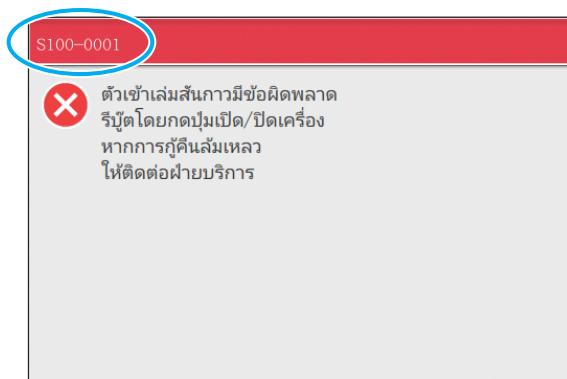 S100-0001
ตัวเข้าเล่มสันกาวมีข้อผิดพลาด
รีบู๊ตโดยกดปุ่มเปิด/ปิดเครื่อง
หากการกู้คืนล้มเหลว
ให้ติดต่อฝ่ายบริการ